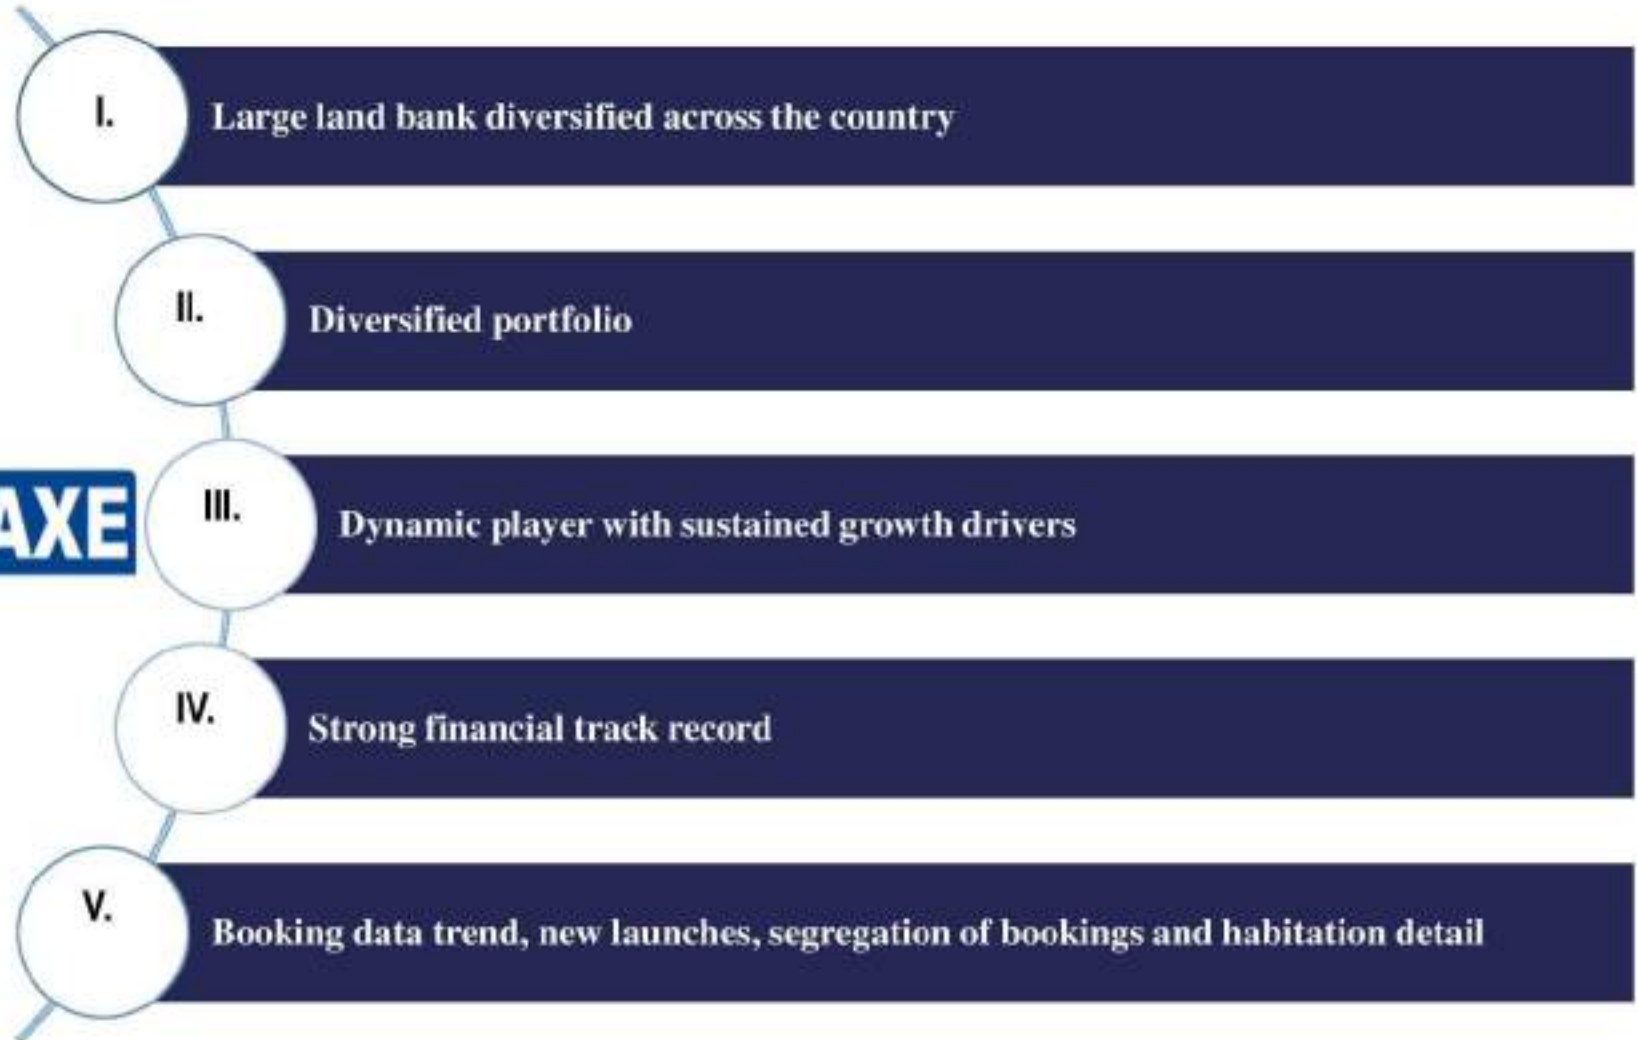 I.
Large land bank diversified across the country
II.
Diversified portfolio
AXE
III.
Dynamic player with sustained growth drivers
IV.
Strong financial track record
V.
Booking data trend, new launches, segregation of bookings and habitation detail